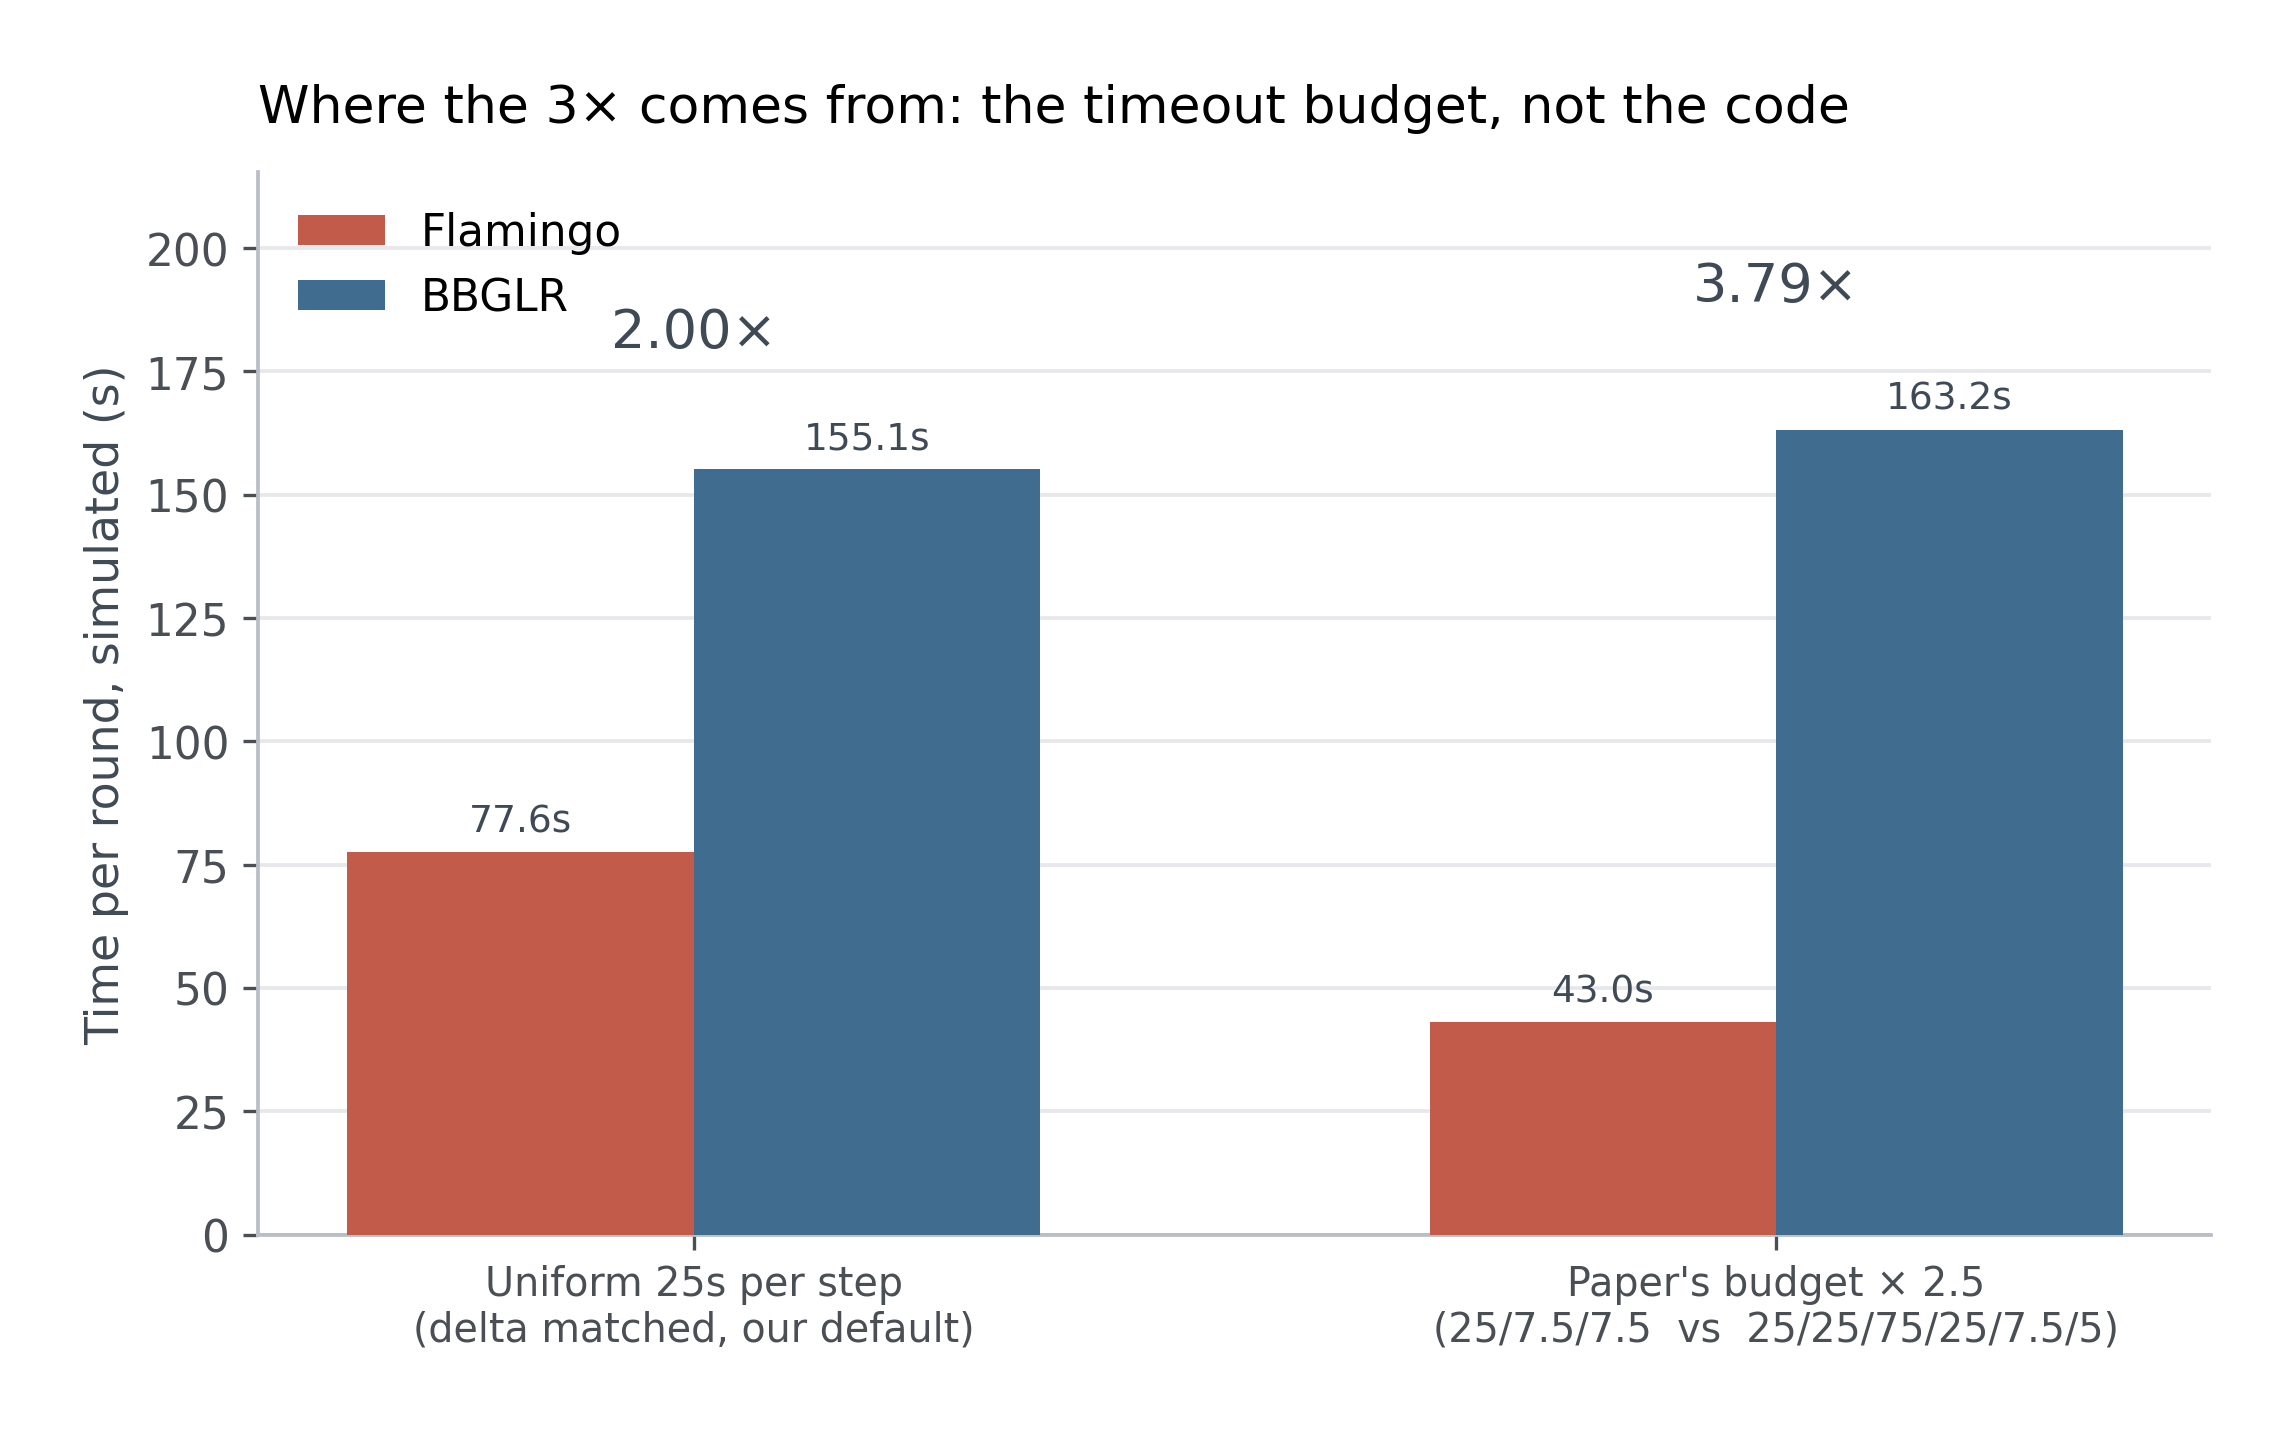 Where the 3× comes from: the timeout budget, not the code
Flamingo
BBGLR
2.00×
3.79×
155.1s
163.2s
77.6s
43.0s
Time per round, simulated (s)
200
175
150
125
100
75
50
25
0
Uniform 25s per step
(delta matched, our default)
Paper's budget × 2.5
(25/7.5/7.5  vs  25/25/75/25/7.5/5)